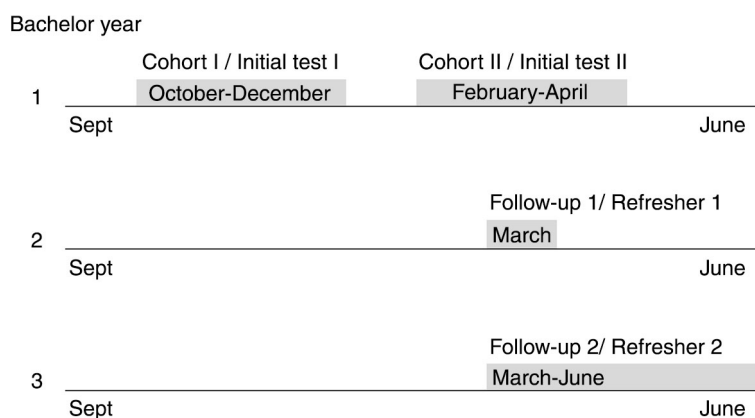 Bachelor year
Cohort I / Initial test I Cohort II / Initial test II
1 October-December February-April
Sept June
Follow-up 1/ Refresher 1
2 March
Sept June
Follow-up 2/ Refresher 2
3 March-June
Sept June